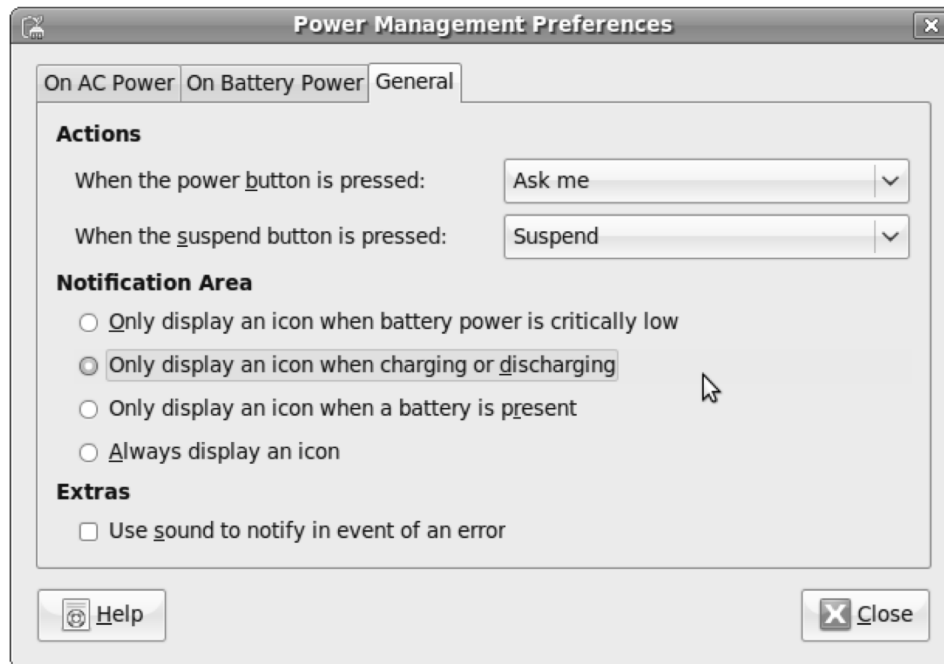 Power Management Preferences
On AC Power On Battery Power General
Actions
When the power button is pressed: Ask me
When the suspend button is pressed: Suspend
Notification Area
Only display an icon when battery power is critically low
Only display an icon when charging or discharging
Only display an icon when a battery is present
Always display an icon
Extras
Use sound to notify in event of an error
Help Close